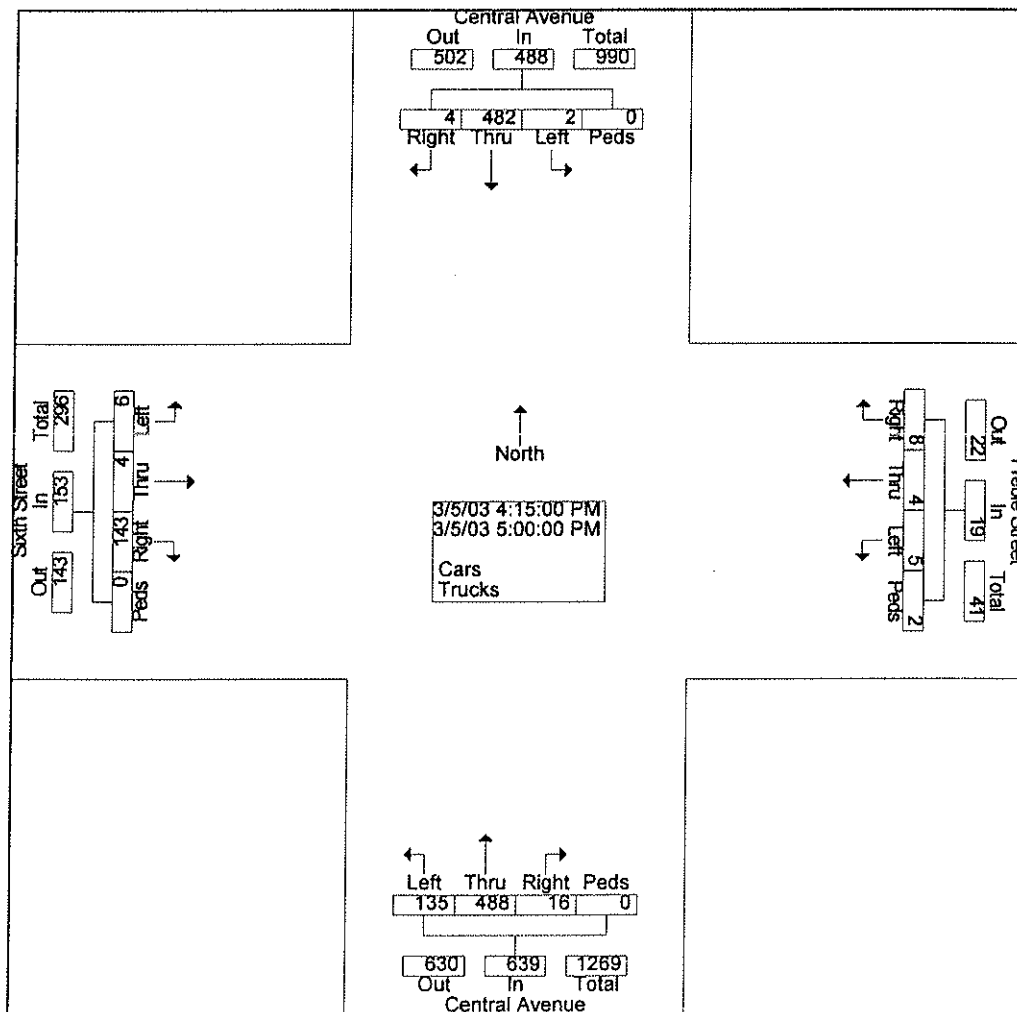 Central Avenue
Out In Total
502 488 990
4 482 2 0
Right Thru Left Peds
Sixth Street
Total In Out
296 153 143
6 4 143 0
Left Thru Right Peds
North
3/5/03 4:15:00 PM
3/5/03 5:00:00 PM
Cars
Trucks
Right Thru Left Peds
8 4 5 2
Out In Total
22 19 41
Street
Left Thru Right Peds
135 488 16 0
630 639 1269
Out In Total
Central Avenue